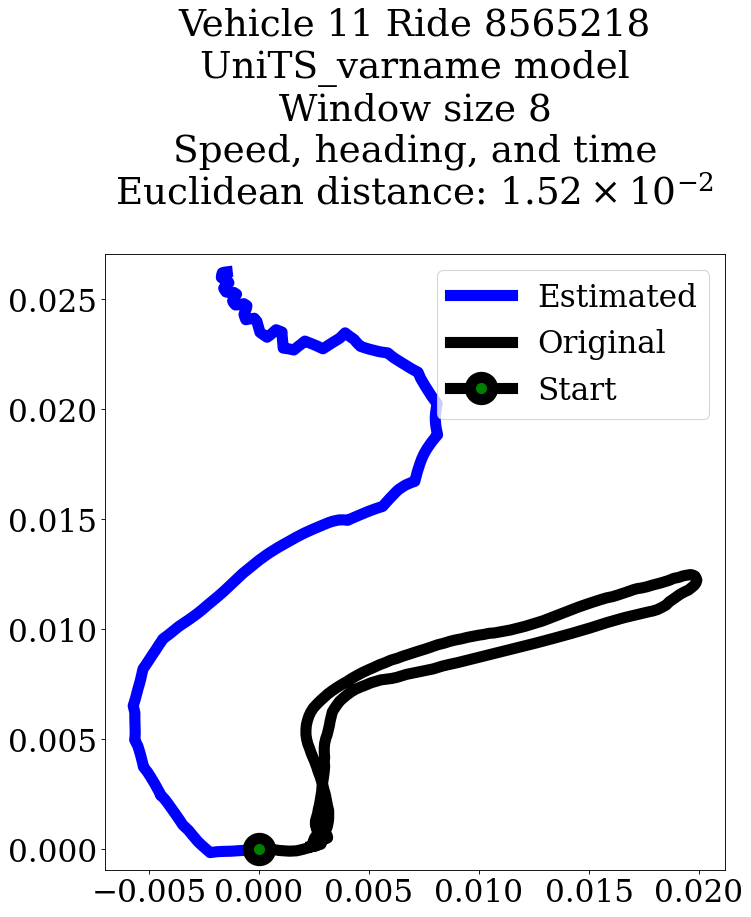 Vehicle 11 Ride 8565218
UniTS_varname model
Window size 8
Speed, heading, and time
Euclidean distance: 1.52 × 10⁻²
Estimated
Original
Start
0.025
0.020
0.015
0.010
0.005
0.000
−0.005 0.000 0.005 0.010 0.015 0.020